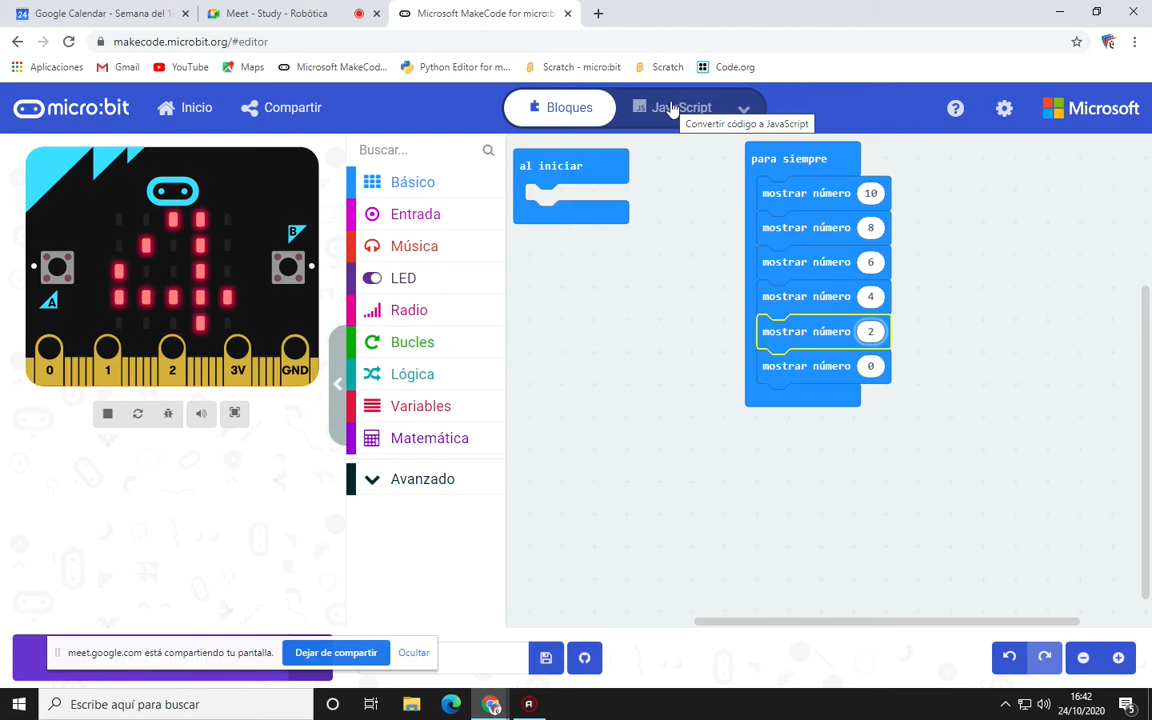 Google Calendar - Semana del 1
Meet - Study - Robótica
Microsoft MakeCode for micro:b
makecode.microbit.org/#editor
Aplicaciones
Gmail
YouTube
Maps
Microsoft MakeCod...
Python Editor for m...
Scratch - micro:bit
Scratch
Code.org
micro:bit
Inicio
Compartir
Bloques
JS JavaScript
Microsoft
Convertir código a JavaScript
Buscar...
Básico
Entrada
Música
LED
Radio
Bucles
Lógica
Variables
Matemática
Avanzado
A
B
0
1
2
3V
GND
al iniciar
para siempre
mostrar número 10
mostrar número 8
mostrar número 6
mostrar número 4
mostrar número 2
mostrar número 0
meet.google.com está compartiendo tu pantalla.
Dejar de compartir
Ocultar
Escribe aquí para buscar
16:42
24/10/2020
5